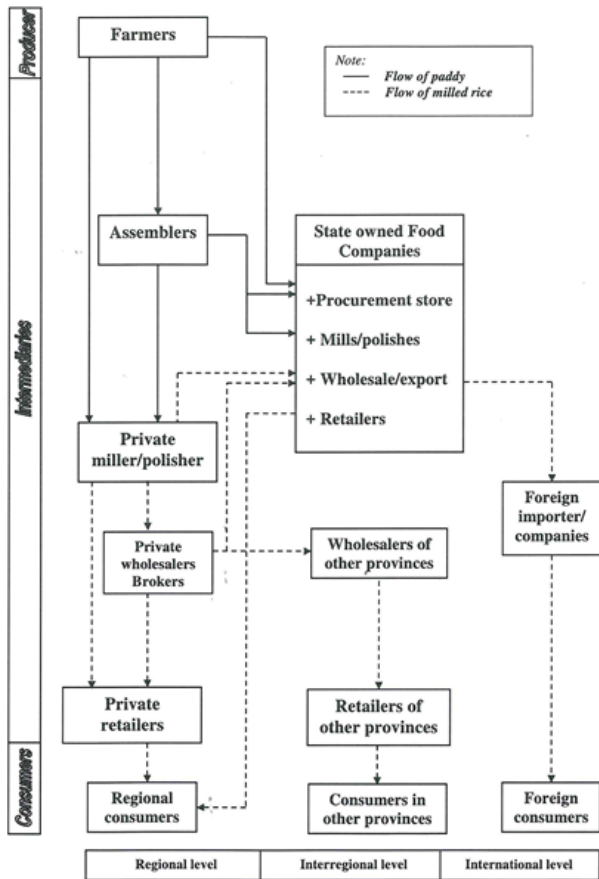 Producer
Farmers
Note:
Flow of paddy
Flow of milled rice
Intermediaries
Assemblers
State owned Food
Companies
+Procurement store
+ Mills/polishes
+ Wholesale/export
+ Retailers
Private
miller/polisher
Foreign
importer/
companies
Private
wholesalers
Brokers
Wholesalers of
other provinces
Private
retailers
Retailers of
other provinces
Consumers
Regional
consumers
Consumers in
other provinces
Foreign
consumers
Regional level
Interregional level
International level